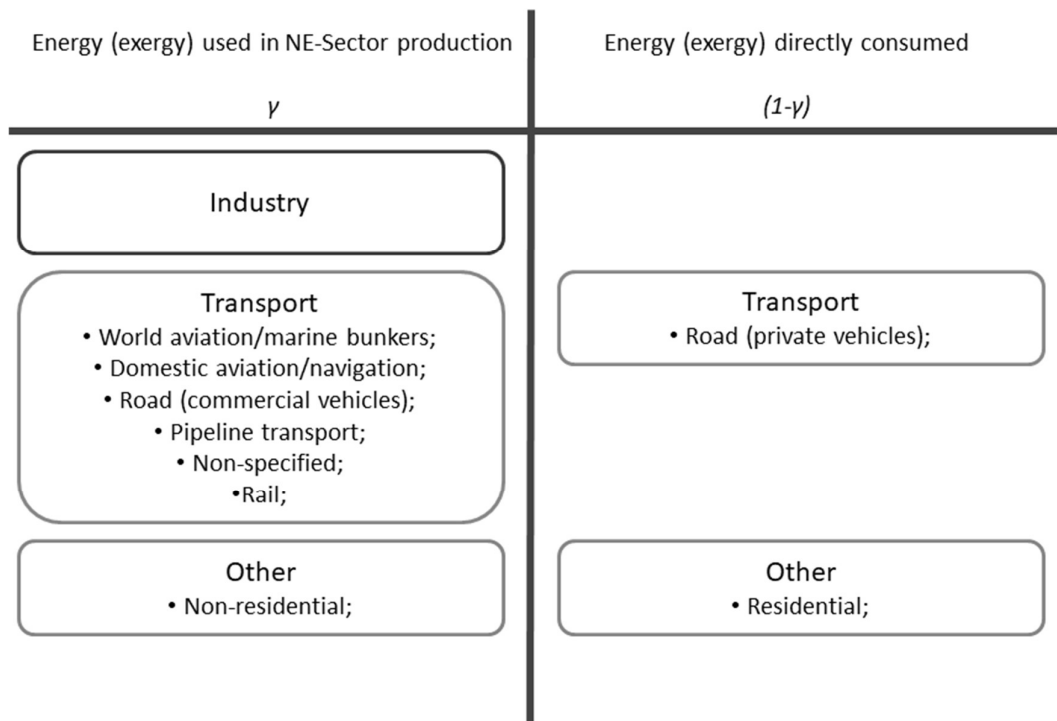 Energy (exergy) used in NE-Sector production
γ
Energy (exergy) directly consumed
(1-γ)
Industry
Transport
• World aviation/marine bunkers;
• Domestic aviation/navigation;
• Road (commercial vehicles);
• Pipeline transport;
• Non-specified;
•Rail;
Transport
• Road (private vehicles);
Other
• Non-residential;
Other
• Residential;